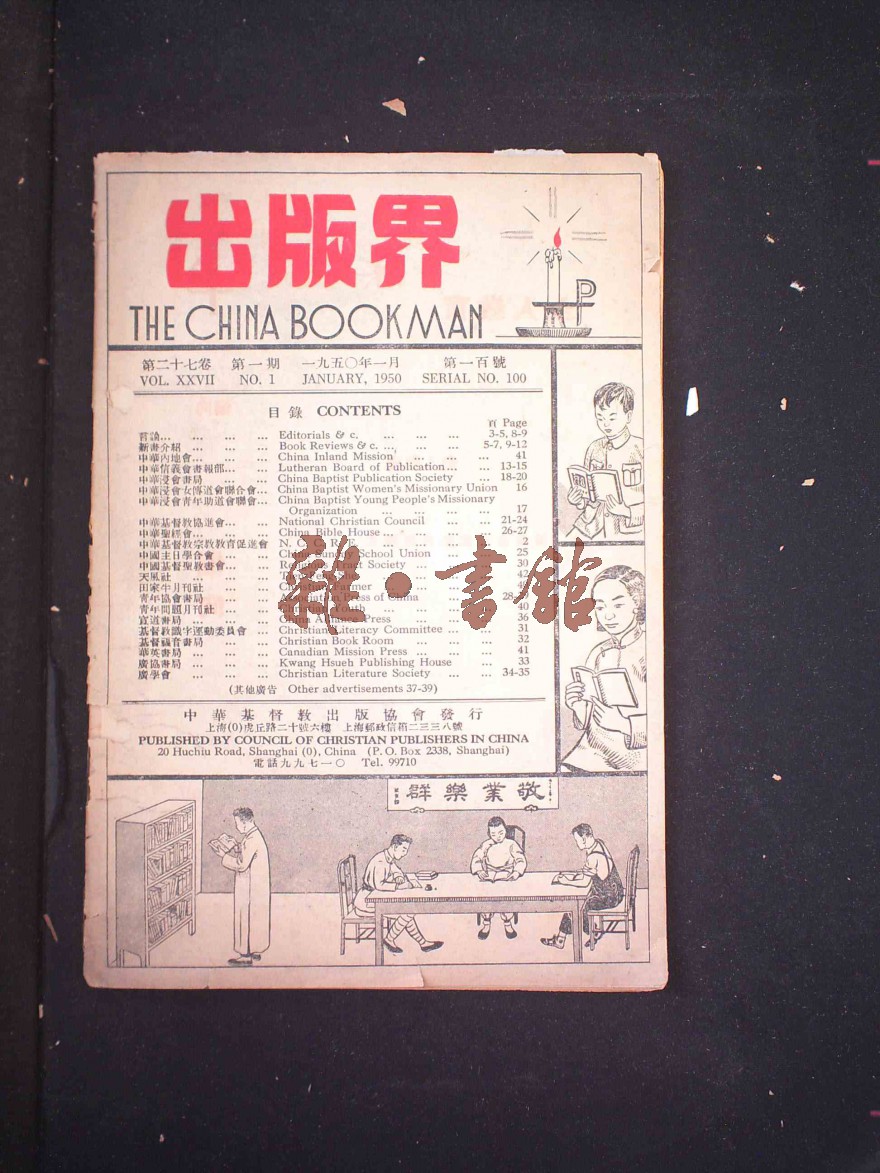 出版界
THE CHINA BOOKMAN
第二十七卷 第一期 一九五〇年一月 第一百號
VOL. XXVII NO. 1 JANUARY, 1950 SERIAL NO. 100
目錄 CONTENTS
頁 Page
言論... ... ... ... Editorials & c. ... ... ... 3-5, 8-9
新書介紹 ... ... ... Book Reviews & c. ... ... ... 5-7, 9-12
中華內地會... ... ... China Inland Mission ... ... ... 41
中華信義會書報部... ... Lutheran Board of Publication... ... 13-15
中華浸會書局 ... ... China Baptist Publication Society ... 18-20
中華浸會女傳道會聯合會... China Baptist Women's Missionary Union 16
中華浸會青年助道會聯會... China Baptist Young People's Missionary
Organization ... ... ... ... 17
中華基督教協進會... ... National Christian Council ... ... 21-24
中華聖經會... ... ... China Bible House... ... ... ... 26-27
中華基督教宗教教育促進會 N. C. C. R. E. ... ... ... ... 2
中國主日學合會 ... ... China Sunday School Union ... ... 25
中國基督聖教書會... ... Religious Tract Society ... ... 30
天風社 ... ... ... 42
田家半月刊社 ... ... Christian Farmer ... ...
青年協會書局 ... ... Association Press of China ... 28-
青年問題月刊社 ... ... Christian Youth ... ... ... 40
宣道書局 ... ... ... China Alliance Press ... ... 36
基督教識字運動委員會 ... Christian Literacy Committee ... ... 31
基督福音書局 ... ... Christian Book Room ... ... 32
華英書局 ... ... ... Canadian Mission Press ... ... ... 41
廣協書局 ... ... ... Kwang Hsueh Publishing House ... 33
廣學會 ... ... ... Christian Literature Society ... 34-35
(其他廣告 Other advertisements 37-39)
雜·書館
中華基督教出版協會發行
上海(0)虎丘路二十號六樓 上海郵政信箱二三三八號
PUBLISHED BY COUNCIL OF CHRISTIAN PUBLISHERS IN CHINA
20 Huchiu Road, Shanghai (0), China (P.O. Box 2338, Shanghai)
電話九九七一〇 Tel. 99710
群樂業敬